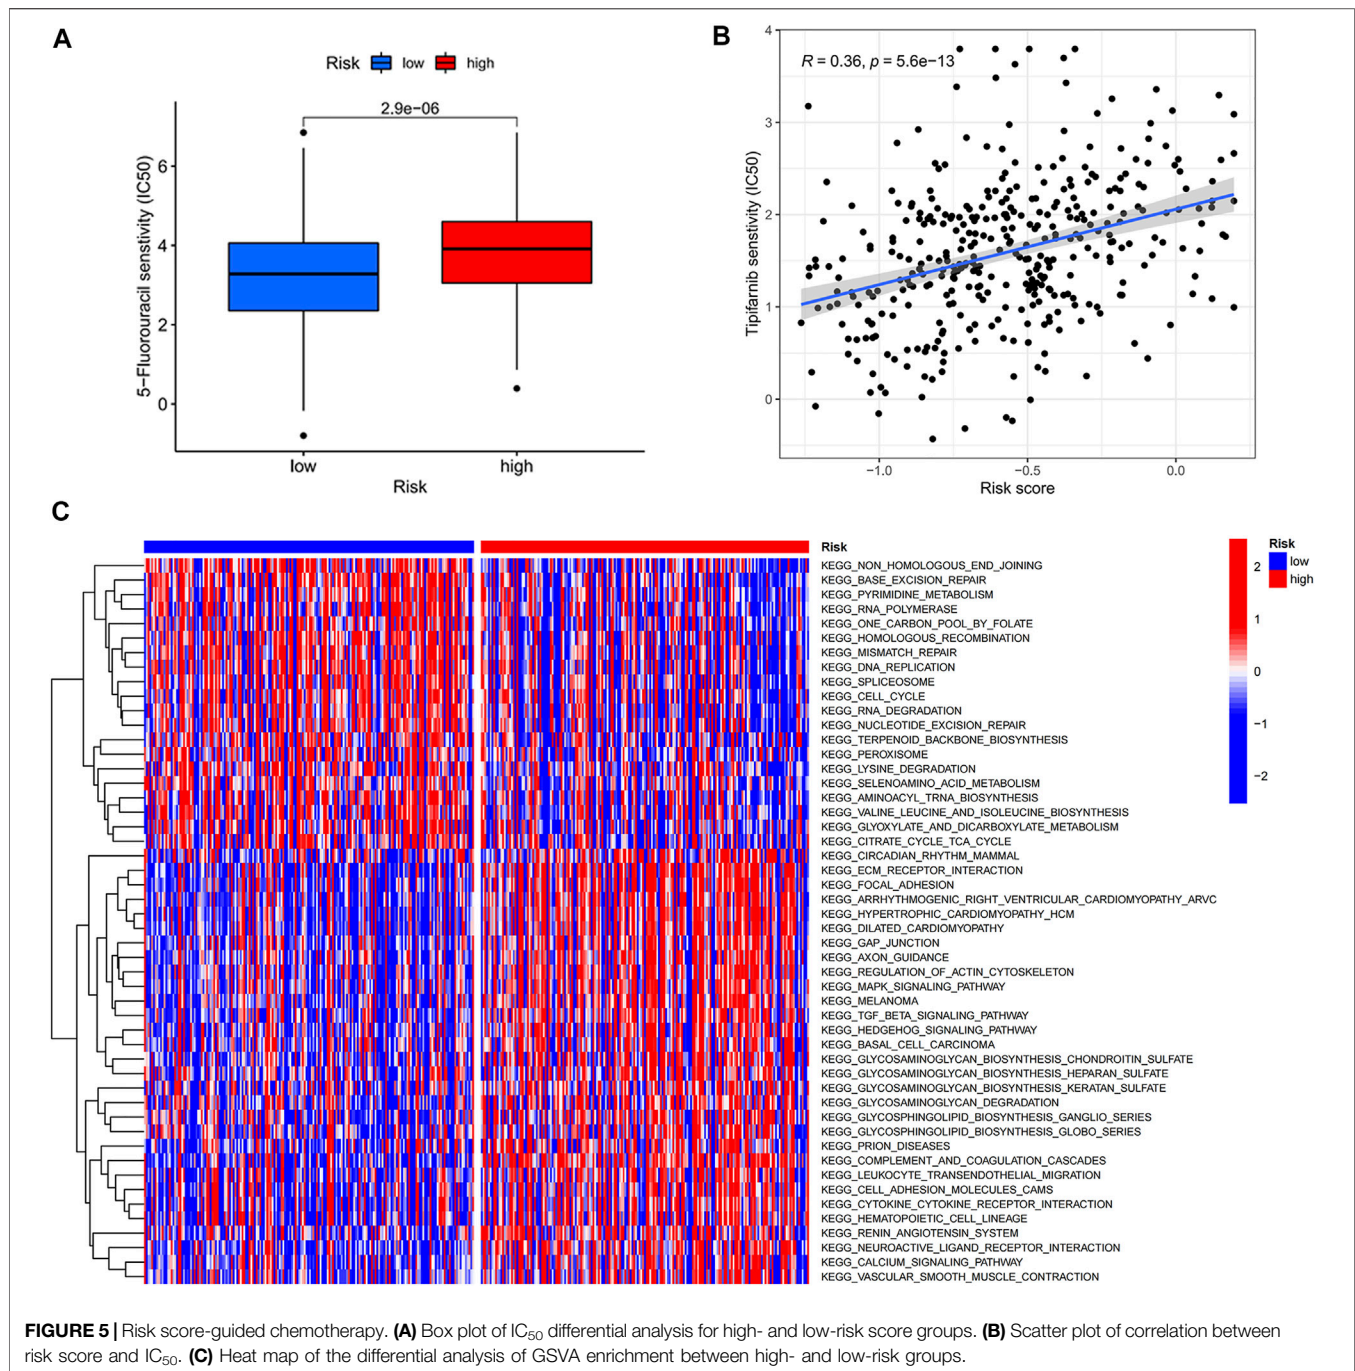 A
Risk low high
2.9e−06
5−Fluorouracil senstivity (IC50)
6
4
2
0
low high
Risk
B
R = 0.36, p = 5.6e−13
Tipifarnib senstivity (IC50)
4
3
2
1
0
−1.0 −0.5 0.0
Risk score
C
Risk
KEGG_NON_HOMOLOGOUS_END_JOINING
KEGG_BASE_EXCISION_REPAIR
KEGG_PYRIMIDINE_METABOLISM
KEGG_RNA_POLYMERASE
KEGG_ONE_CARBON_POOL_BY_FOLATE
KEGG_HOMOLOGOUS_RECOMBINATION
KEGG_MISMATCH_REPAIR
KEGG_DNA_REPLICATION
KEGG_SPLICEOSOME
KEGG_CELL_CYCLE
KEGG_RNA_DEGRADATION
KEGG_NUCLEOTIDE_EXCISION_REPAIR
KEGG_TERPENOID_BACKBONE_BIOSYNTHESIS
KEGG_PEROXISOME
KEGG_LYSINE_DEGRADATION
KEGG_SELENOAMINO_ACID_METABOLISM
KEGG_AMINOACYL_TRNA_BIOSYNTHESIS
KEGG_VALINE_LEUCINE_AND_ISOLEUCINE_BIOSYNTHESIS
KEGG_GLYOXYLATE_AND_DICARBOXYLATE_METABOLISM
KEGG_CITRATE_CYCLE_TCA_CYCLE
KEGG_CIRCADIAN_RHYTHM_MAMMAL
KEGG_ECM_RECEPTOR_INTERACTION
KEGG_FOCAL_ADHESION
KEGG_ARRHYTHMOGENIC_RIGHT_VENTRICULAR_CARDIOMYOPATHY_ARVC
KEGG_HYPERTROPHIC_CARDIOMYOPATHY_HCM
KEGG_DILATED_CARDIOMYOPATHY
KEGG_GAP_JUNCTION
KEGG_AXON_GUIDANCE
KEGG_REGULATION_OF_ACTIN_CYTOSKELETON
KEGG_MAPK_SIGNALING_PATHWAY
KEGG_MELANOMA
KEGG_TGF_BETA_SIGNALING_PATHWAY
KEGG_HEDGEHOG_SIGNALING_PATHWAY
KEGG_BASAL_CELL_CARCINOMA
KEGG_GLYCOSAMINOGLYCAN_BIOSYNTHESIS_CHONDROITIN_SULFATE
KEGG_GLYCOSAMINOGLYCAN_BIOSYNTHESIS_HEPARAN_SULFATE
KEGG_GLYCOSAMINOGLYCAN_BIOSYNTHESIS_KERATAN_SULFATE
KEGG_GLYCOSAMINOGLYCAN_DEGRADATION
KEGG_GLYCOSPHINGOLIPID_BIOSYNTHESIS_GANGLIO_SERIES
KEGG_GLYCOSPHINGOLIPID_BIOSYNTHESIS_GLOBO_SERIES
KEGG_PRION_DISEASES
KEGG_COMPLEMENT_AND_COAGULATION_CASCADES
KEGG_LEUKOCYTE_TRANSENDOTHELIAL_MIGRATION
KEGG_CELL_ADHESION_MOLECULES_CAMS
KEGG_CYTOKINE_CYTOKINE_RECEPTOR_INTERACTION
KEGG_HEMATOPOIETIC_CELL_LINEAGE
KEGG_RENIN_ANGIOTENSIN_SYSTEM
KEGG_NEUROACTIVE_LIGAND_RECEPTOR_INTERACTION
KEGG_CALCIUM_SIGNALING_PATHWAY
KEGG_VASCULAR_SMOOTH_MUSCLE_CONTRACTION
2
1
0
−1
−2
Risk
low
high
FIGURE 5 | Risk score-guided chemotherapy. (A) Box plot of IC50 differential analysis for high- and low-risk score groups. (B) Scatter plot of correlation between
risk score and IC50. (C) Heat map of the differential analysis of GSVA enrichment between high- and low-risk groups.